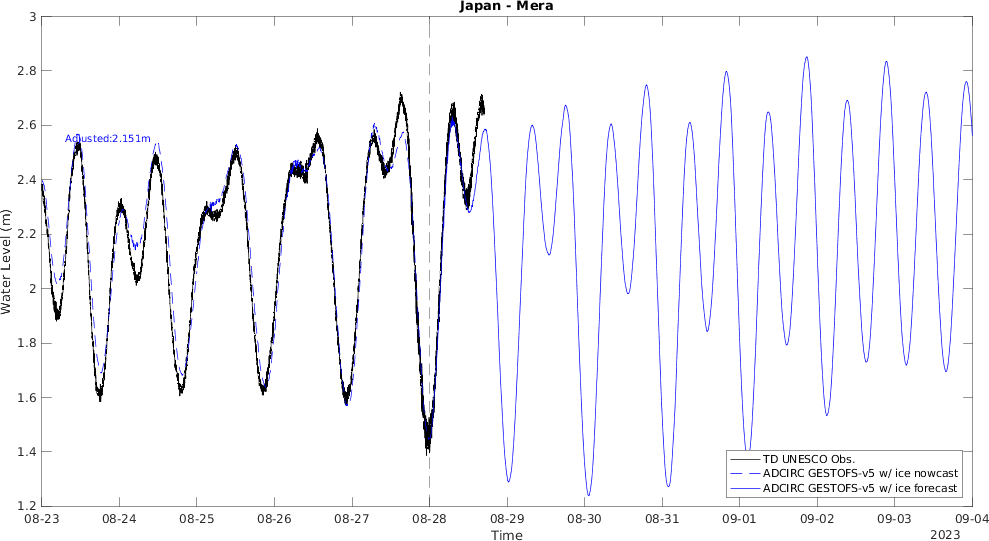 Japan - Mera
3
2.8
2.6
2.4
2.2
2
1.8
1.6
1.4
1.2
Water Level (m)
Adjusted:2.151m
TD UNESCO Obs.
ADCIRC GESTOFS-v5 w/ ice nowcast
ADCIRC GESTOFS-v5 w/ ice forecast
08-23 08-24 08-25 08-26 08-27 08-28 08-29 08-30 08-31 09-01 09-02 09-03 09-04
Time
2023